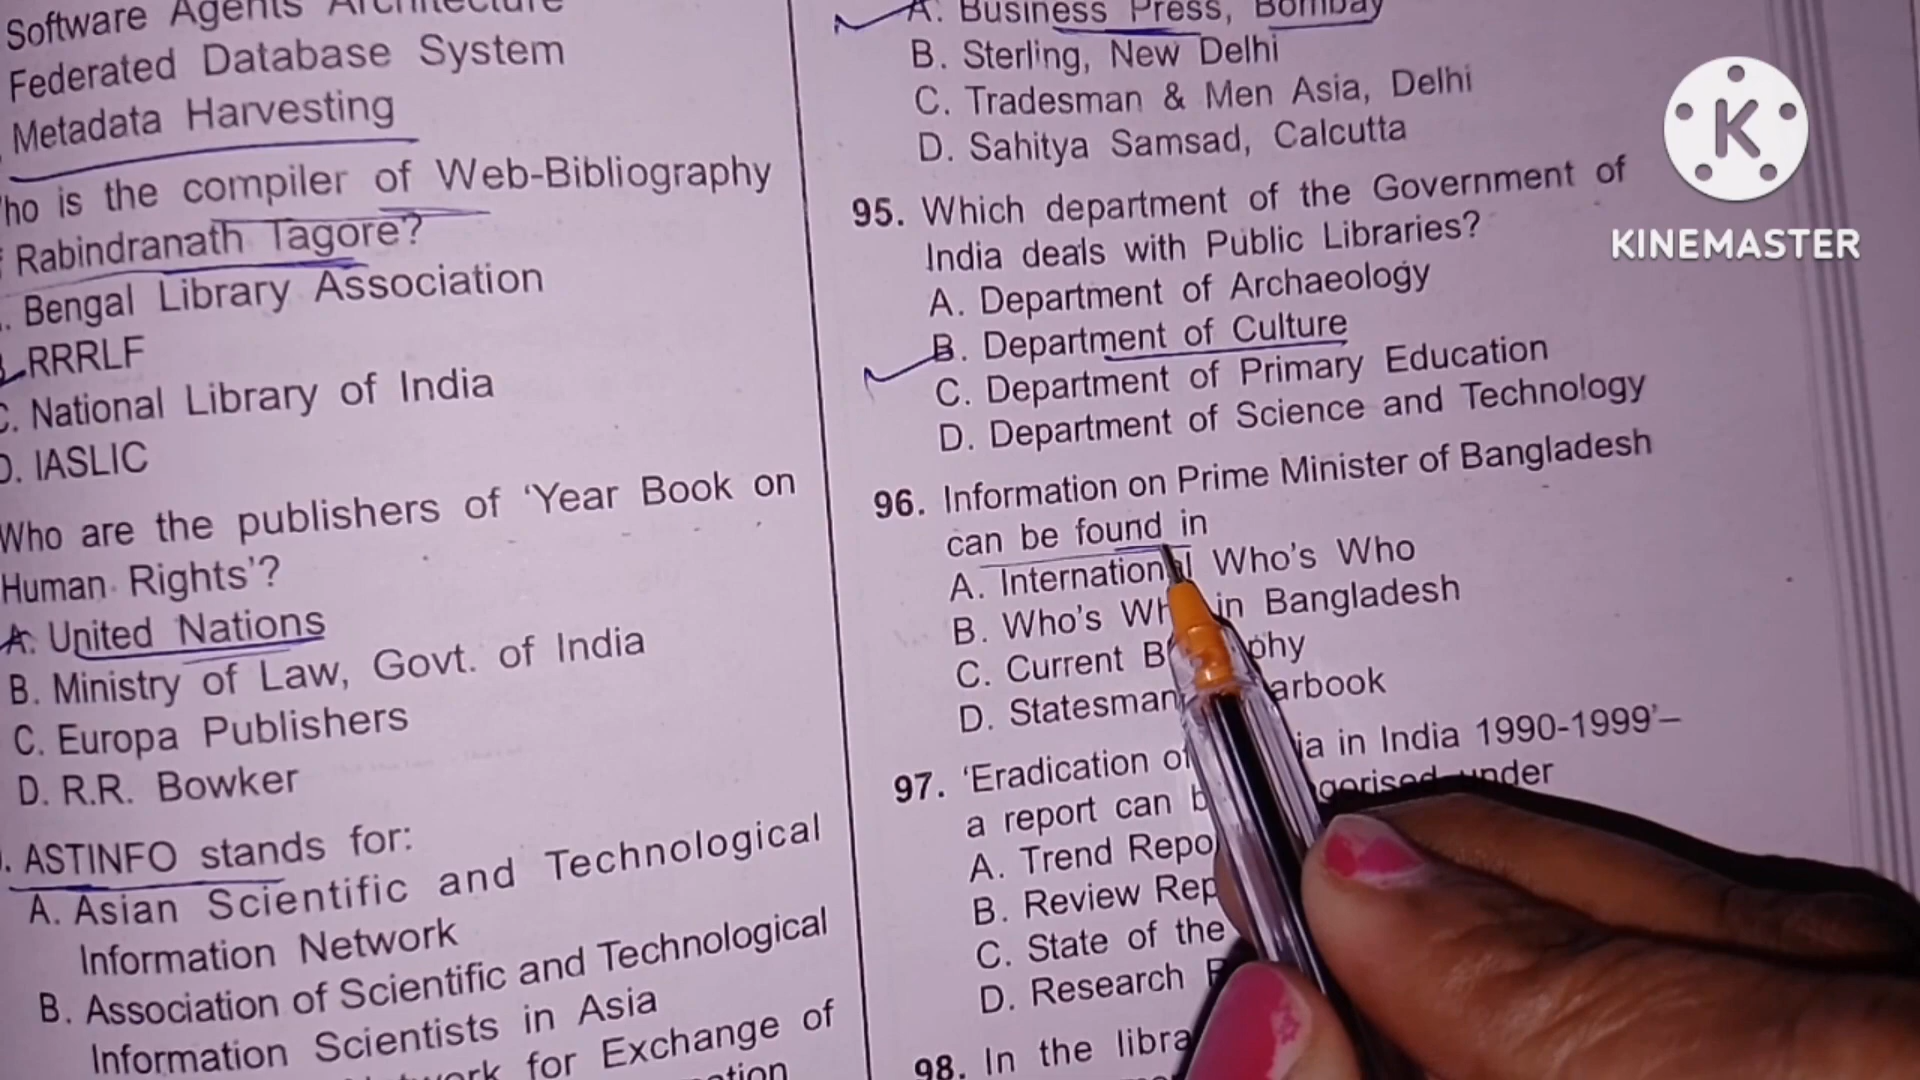 Software Agents Architecture
Federated Database System
Metadata Harvesting
ho is the compiler of Web-Bibliography
Rabindranath Tagore?
Bengal Library Association
RRRLF
C. National Library of India
D. IASLIC
Who are the publishers of ‘Year Book on
Human Rights’?
A. United Nations
B. Ministry of Law, Govt. of India
C. Europa Publishers
D. R.R. Bowker
ASTINFO stands for:
A. Asian Scientific and Technological
Information Network
B. Association of Scientific and Technological
Information Scientists in Asia
for Exchange of
A. Business Press, Bombay
B. Sterling, New Delhi
C. Tradesman & Men Asia, Delhi
D. Sahitya Samsad, Calcutta
95. Which department of the Government of
India deals with Public Libraries?
A. Department of Archaeology
B. Department of Culture
C. Department of Primary Education
D. Department of Science and Technology
96. Information on Prime Minister of Bangladesh
can be found in
A. International Who’s Who
B. Who’s Wh in Bangladesh
C. Current B phy
D. Statesman arbook
97. ‘Eradication of ia in India 1990-1999’–
a report can b gorised under
A. Trend Repo
B. Review Rep
C. State of the
D. Research
98. In the libra
K
KINEMASTER